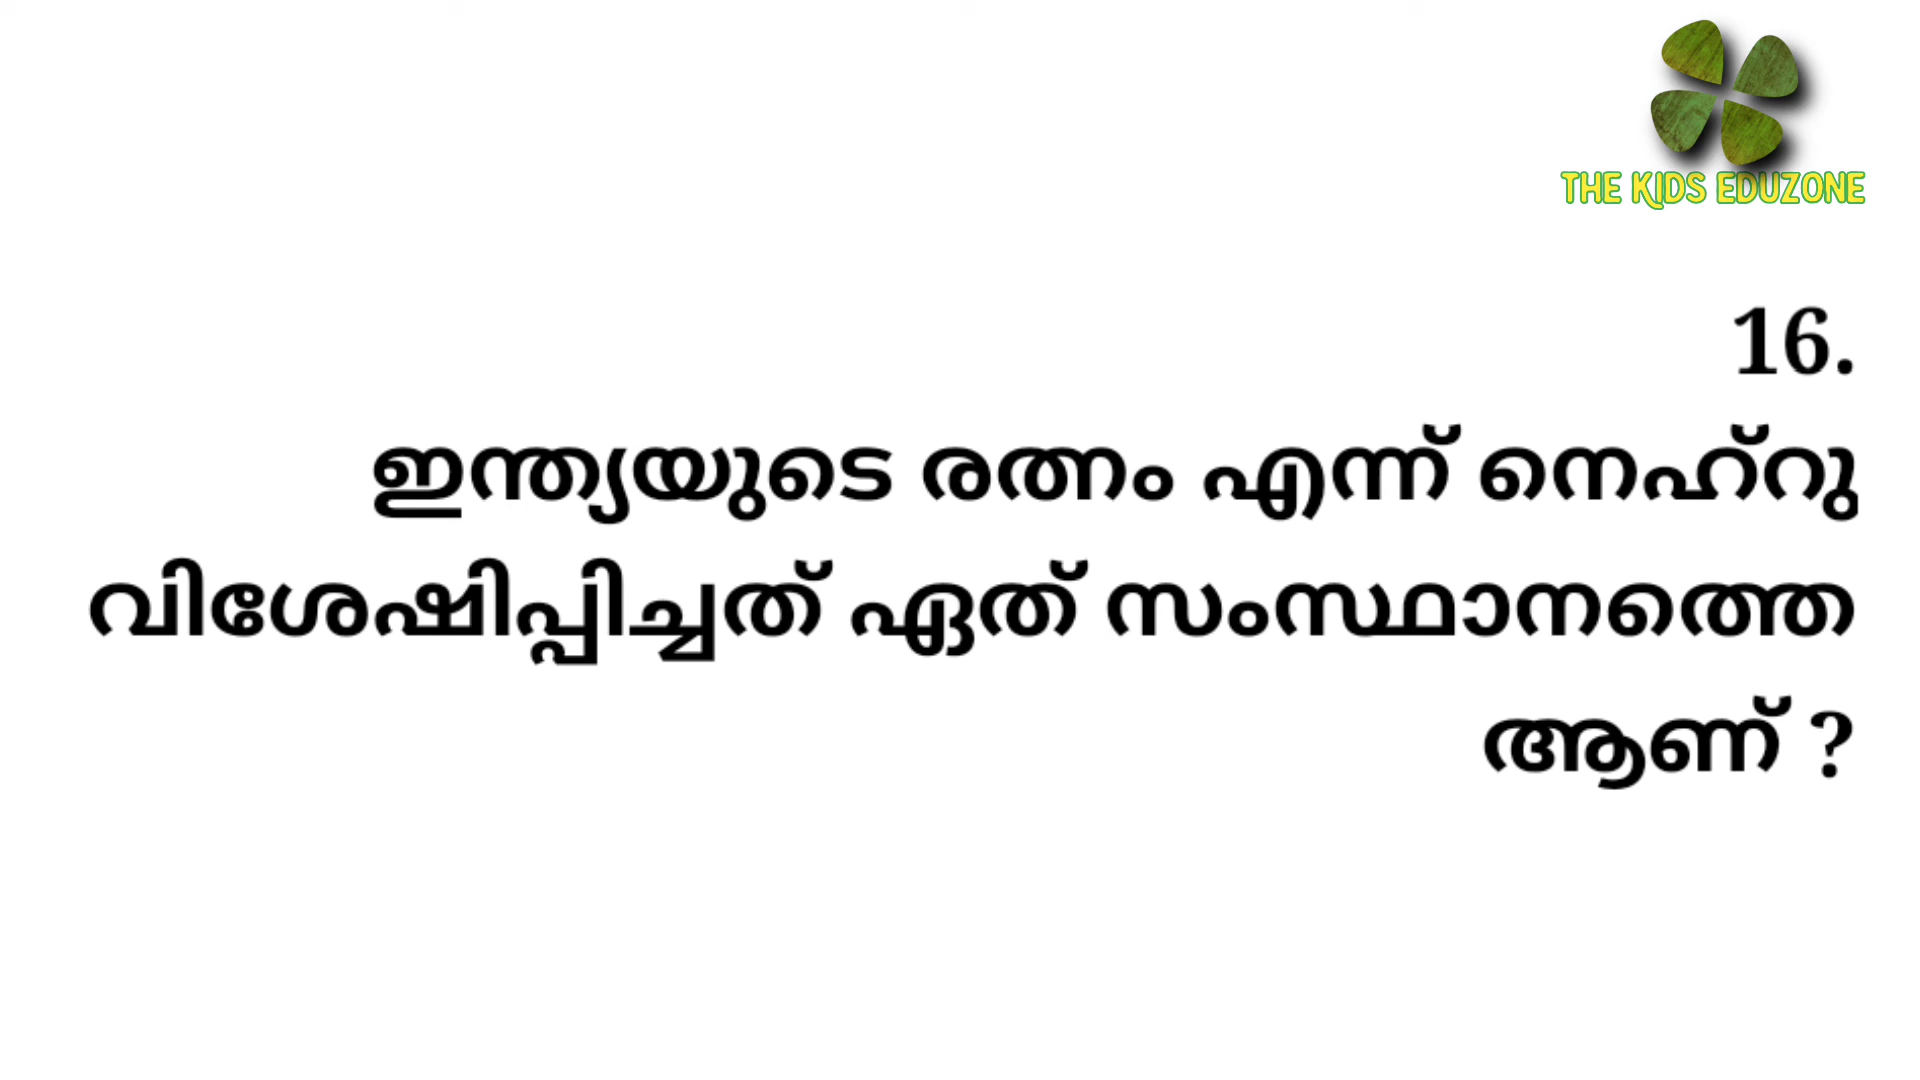 THE KIDS EDUZONE
16.
ഇന്ത്യയുടെ രത്നം എന്ന് നെഹ്റു
വിശേഷിപ്പിച്ചത് ഏത് സംസ്ഥാനത്തെ
ആണ് ?